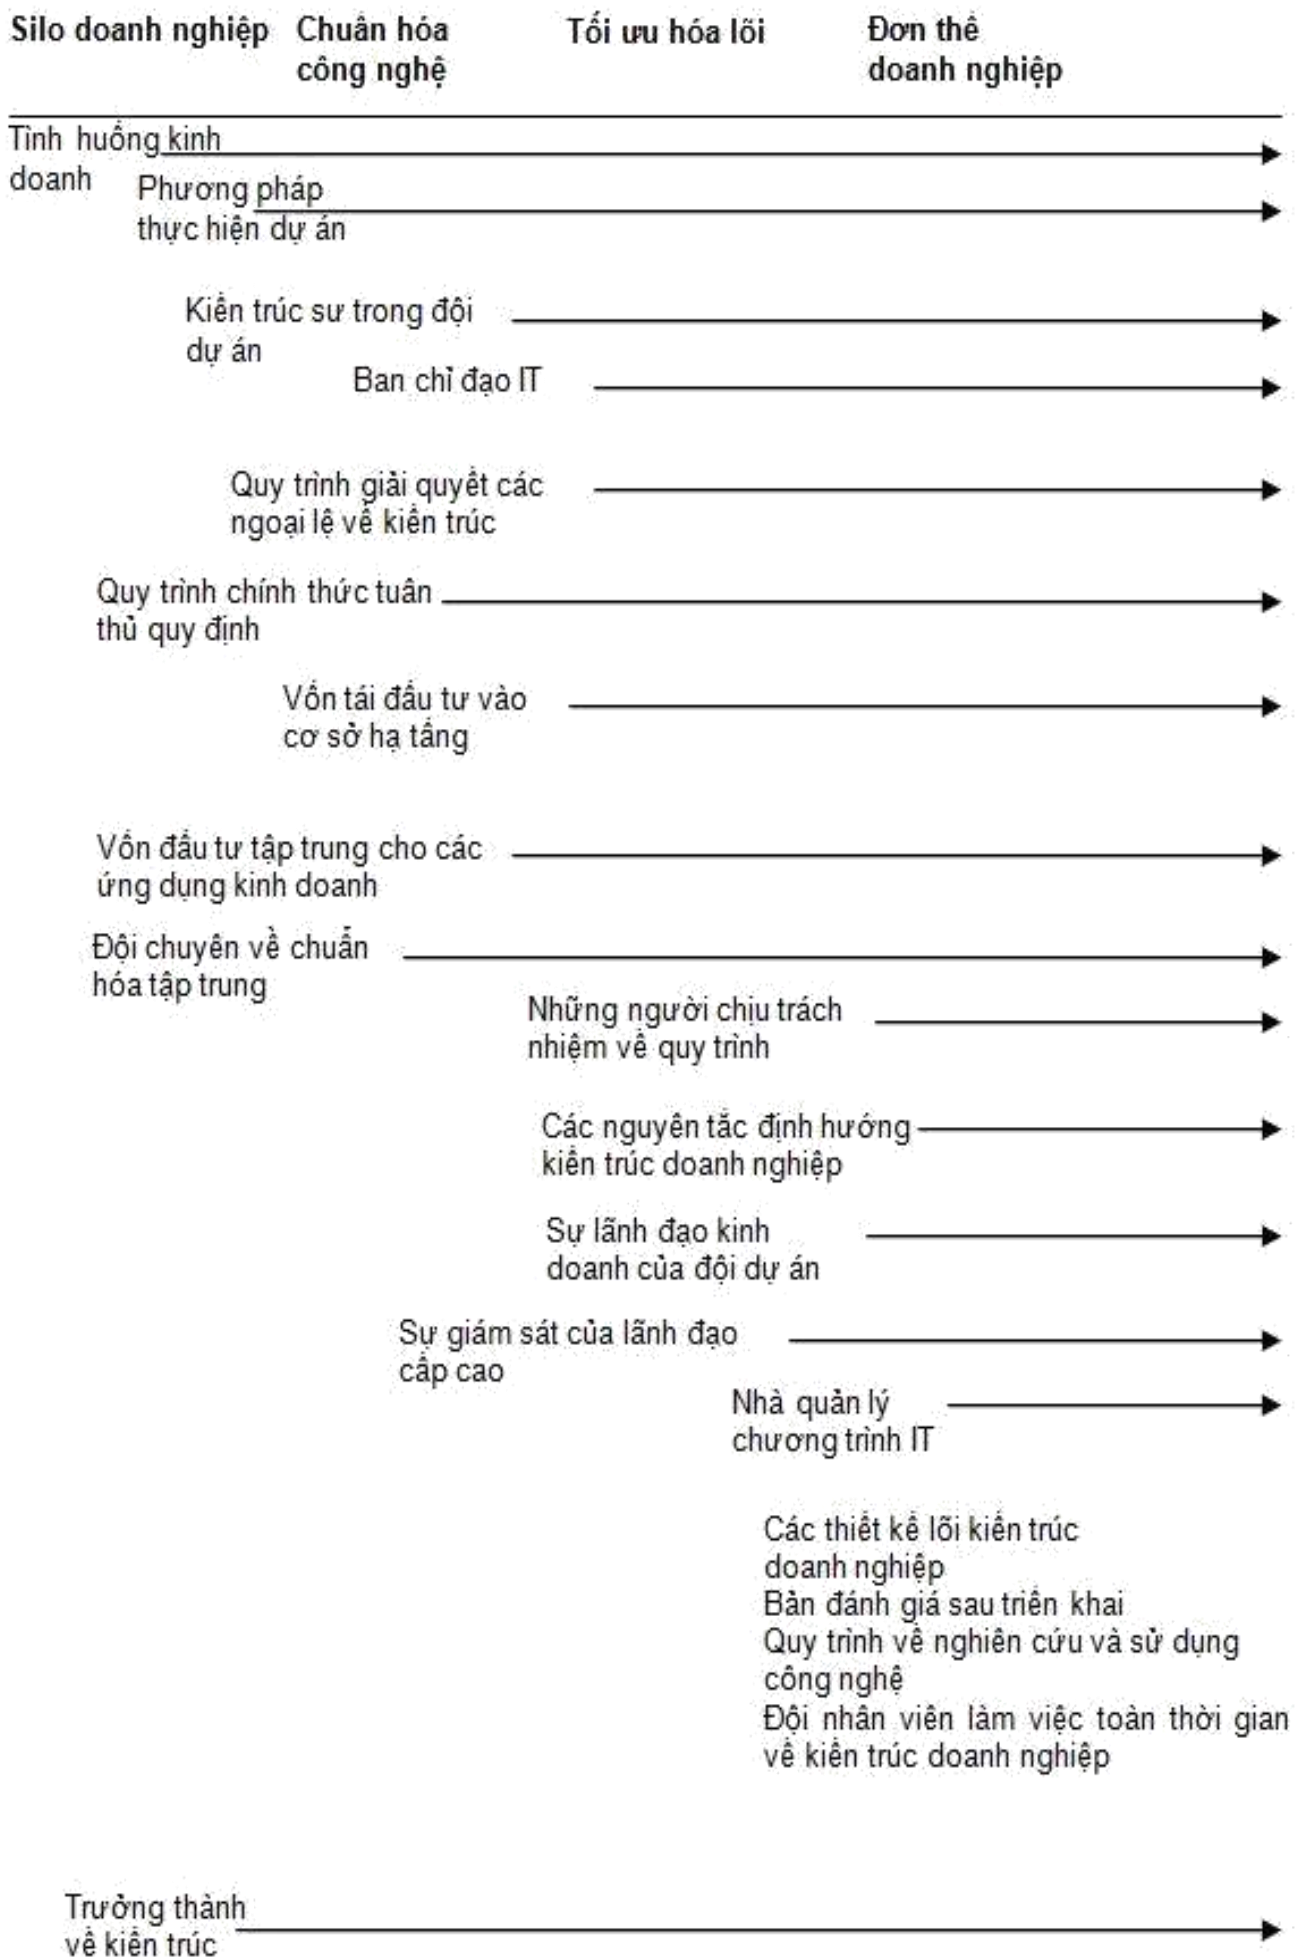 Silo doanh nghiệp Chuẩn hóa Tối ưu hóa lõi Đơn thể
công nghệ doanh nghiệp
Tình huống kinh
doanh
Phương pháp
thực hiện dự án
Kiến trúc sư trong đội
dự án
Ban chỉ đạo IT
Quy trình giải quyết các
ngoại lệ về kiến trúc
Quy trình chính thức tuân
thủ quy định
Vốn tái đầu tư vào
cơ sở hạ tầng
Vốn đầu tư tập trung cho các
ứng dụng kinh doanh
Đội chuyên về chuẩn
hóa tập trung
Những người chịu trách
nhiệm về quy trình
Các nguyên tắc định hướng
kiến trúc doanh nghiệp
Sự lãnh đạo kinh
doanh của đội dự án
Sự giám sát của lãnh đạo
cấp cao
Nhà quản lý
chương trình IT
Các thiết kế lõi kiến trúc
doanh nghiệp
Bản đánh giá sau triển khai
Quy trình về nghiên cứu và sử dụng
công nghệ
Đội nhân viên làm việc toàn thời gian
về kiến trúc doanh nghiệp
Trưởng thành
về kiến trúc